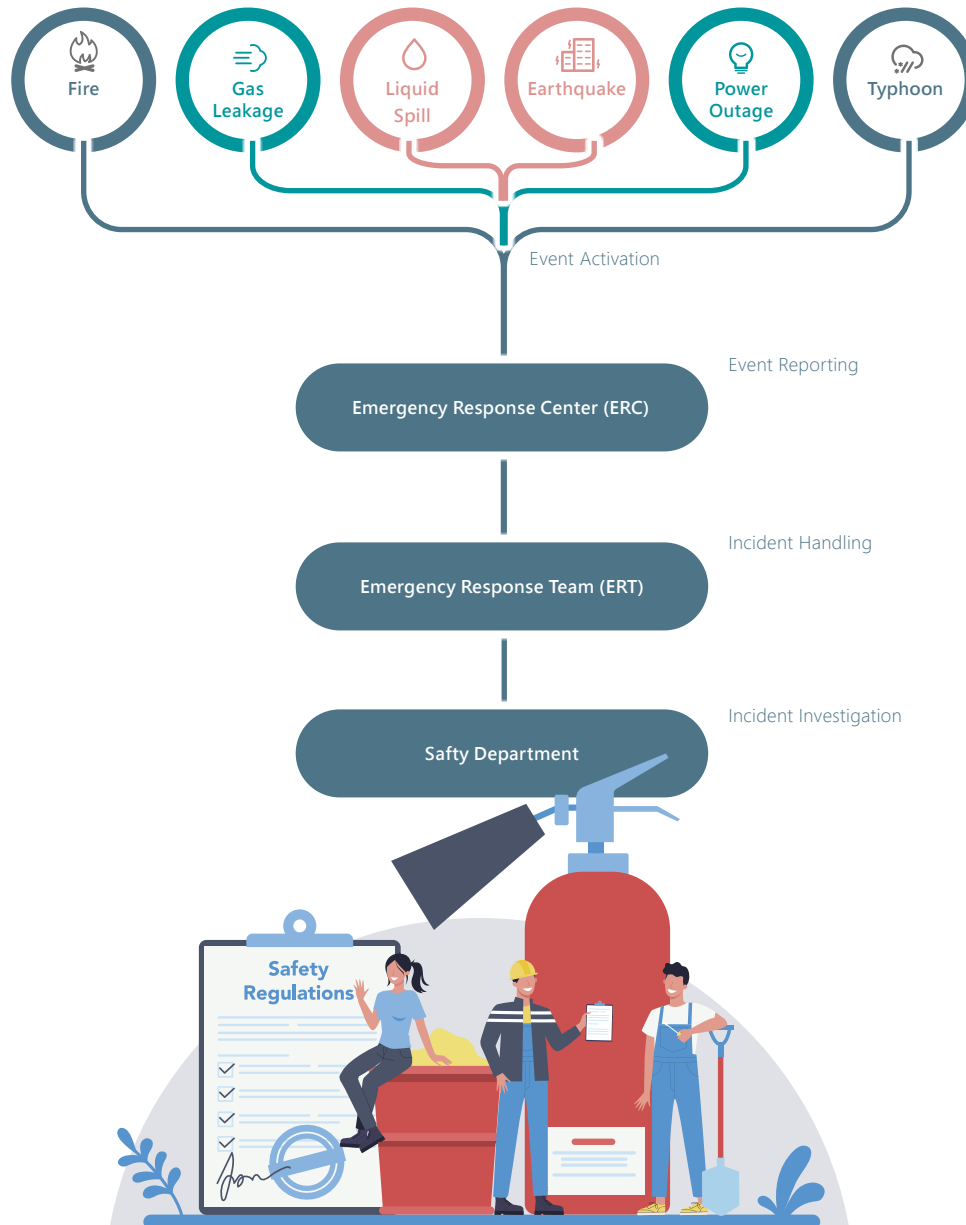 Fire
Gas
Leakage
Liquid
Spill
Earthquake
Power
Outage
Typhoon
Event Activation
Event Reporting
Emergency Response Center (ERC)
Incident Handling
Emergency Response Team (ERT)
Incident Investigation
Safty Department
Safety
Regulations